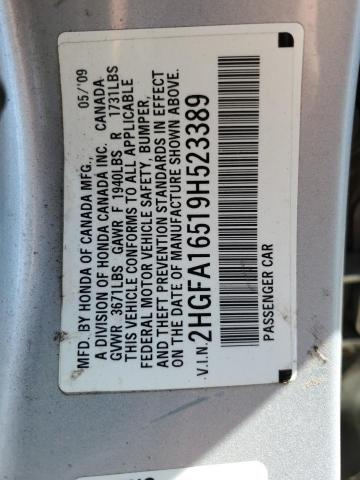 MFD. BY HONDA OF CANADA MFG., 05/'09
A DIVISION OF HONDA CANADA INC. CANADA
GVWR 3671LBS GAWR F 1940LBS R 1731LBS
THIS VEHICLE CONFORMS TO ALL APPLICABLE
FEDERAL MOTOR VEHICLE SAFETY, BUMPER,
AND THEFT PREVENTION STANDARDS IN EFFECT
ON THE DATE OF MANUFACTURE SHOWN ABOVE.
V.I.N. 2HGFA16519H523389
PASSENGER CAR